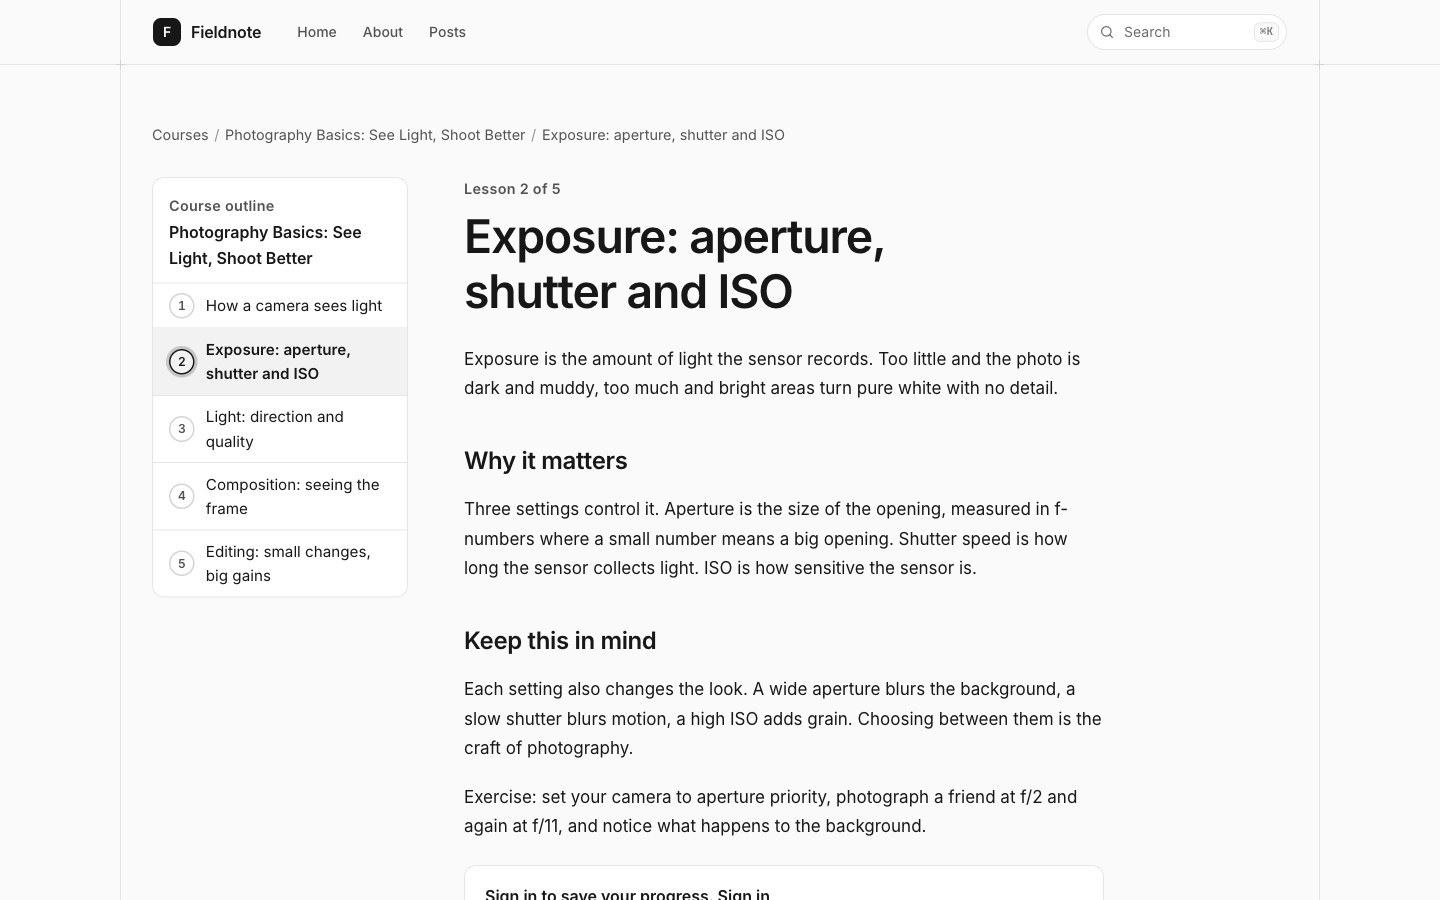 F Fieldnote Home About Posts Search ⌘K
Courses / Photography Basics: See Light, Shoot Better / Exposure: aperture, shutter and ISO
Course outline
Photography Basics: See
Light, Shoot Better
1 How a camera sees light
2 Exposure: aperture,
shutter and ISO
3 Light: direction and
quality
4 Composition: seeing the
frame
5 Editing: small changes,
big gains
Lesson 2 of 5
Exposure: aperture,
shutter and ISO
Exposure is the amount of light the sensor records. Too little and the photo is
dark and muddy, too much and bright areas turn pure white with no detail.
Why it matters
Three settings control it. Aperture is the size of the opening, measured in f-
numbers where a small number means a big opening. Shutter speed is how
long the sensor collects light. ISO is how sensitive the sensor is.
Keep this in mind
Each setting also changes the look. A wide aperture blurs the background, a
slow shutter blurs motion, a high ISO adds grain. Choosing between them is the
craft of photography.
Exercise: set your camera to aperture priority, photograph a friend at f/2 and
again at f/11, and notice what happens to the background.
Sign in to save your progress. Sign in